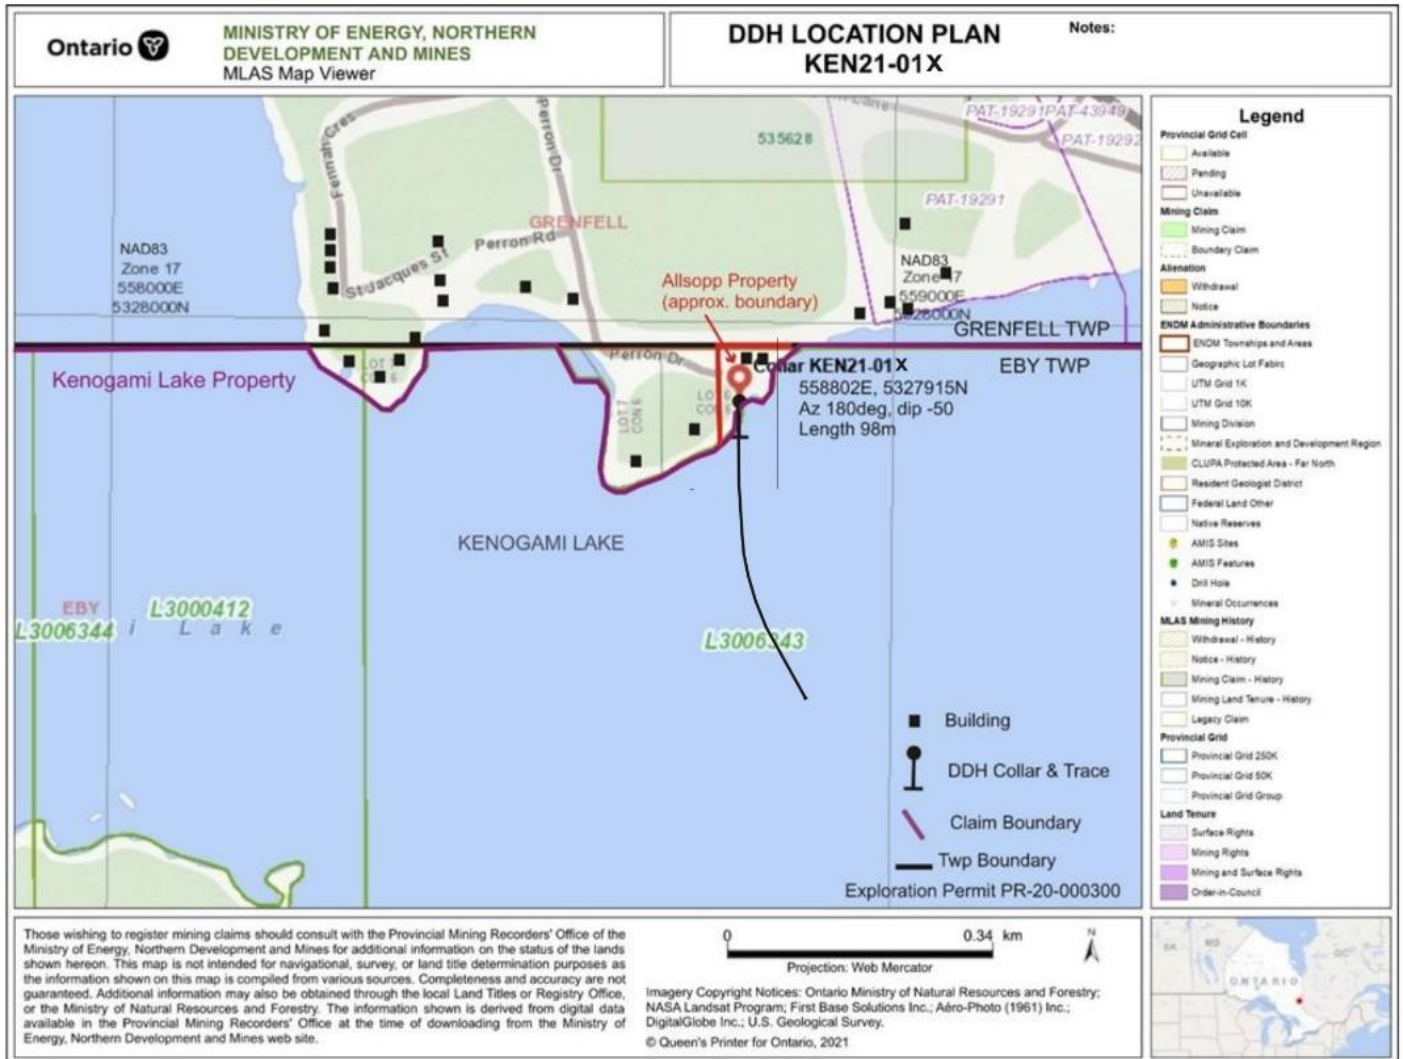 Ontario
MINISTRY OF ENERGY, NORTHERN
DEVELOPMENT AND MINES
MLAS Map Viewer
DDH LOCATION PLAN
KEN21-01X
Notes:
Fennah Cres
Perron Dr
Lane
PAT-19291
PAT-43949
PAT-19292
535628
PAT-19291
GRENFELL
Perron Rd
St Jacques St
NAD83
Zone 17
558000E
5328000N
Allsopp Property
(approx. boundary)
NAD83
Zone 17
559000E
5328000N
GRENFELL TWP
EBY TWP
Perron Dr
Kenogami Lake Property
LOT 7
CON 6
Collar KEN21-01X
558802E, 5327915N
Az 180deg, dip -50
Length 98m
KENOGAMI LAKE
EBY
L3000412
L3006344
i Lake
L3006343
Building
DDH Collar & Trace
Claim Boundary
Twp Boundary
Exploration Permit PR-20-000300
Legend
Provincial Grid Cell
Available
Pending
Unavailable
Mining Claim
Mining Claim
Boundary Claim
Alienation
Withdrawal
Notice
ENDM Administrative Boundaries
ENDM Townships and Areas
Geographic Lot Fabirc
UTM Grid 1K
UTM Grid 10K
Mining Division
Mineral Exploration and Development Region
CLUPA Protected Area - Far North
Resident Geologist District
Federal Land Other
Native Reserves
AMIS Sites
AMIS Features
Drill Hole
Mineral Occurrences
MLAS Mining History
Withdrawal - History
Notice - History
Mining Claim - History
Mining Land Tenure - History
Legacy Claim
Provincial Grid
Provincial Grid 250K
Provincial Grid 50K
Provincial Grid Group
Land Tenure
Surface Rights
Mining Rights
Mining and Surface Rights
Order-in-Council
Those wishing to register mining claims should consult with the Provincial Mining Recorders' Office of the
Ministry of Energy, Northern Development and Mines for additional information on the status of the lands
shown hereon. This map is not intended for navigational, survey, or land title determination purposes as
the information shown on this map is compiled from various sources. Completeness and accuracy are not
guaranteed. Additional information may also be obtained through the local Land Titles or Registry Office,
or the Ministry of Natural Resources and Forestry. The information shown is derived from digital data
available in the Provincial Mining Recorders' Office at the time of downloading from the Ministry of
Energy, Northern Development and Mines web site.
0 0.34 km
Projection: Web Mercator
N
Imagery Copyright Notices: Ontario Ministry of Natural Resources and Forestry;
NASA Landsat Program; First Base Solutions Inc.; Aéro-Photo (1961) Inc.;
DigitalGlobe Inc.; U.S. Geological Survey.
© Queen's Printer for Ontario, 2021
ONTARIO